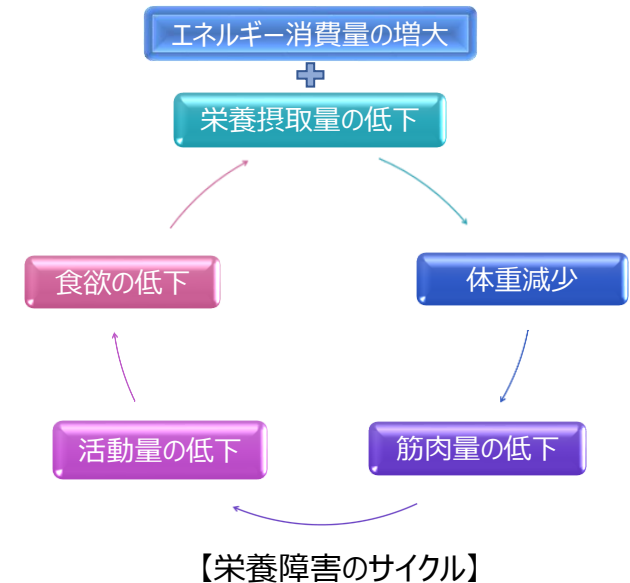 エネルギー消費量の増大
栄養摂取量の低下
体重減少
筋肉量の低下
活動量の低下
食欲の低下
【栄養障害のサイクル】